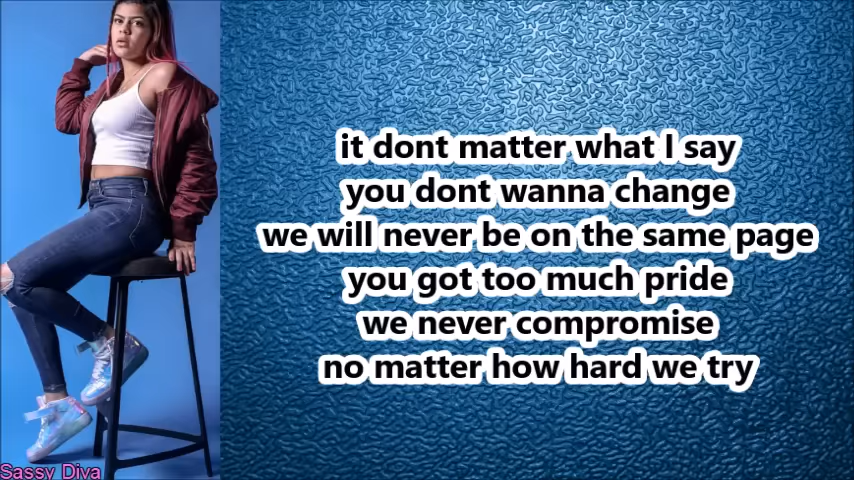 it dont matter what I say
you dont wanna change
we will never be on the same page
you got too much pride
we never compromise
no matter how hard we try
Sassy Diva